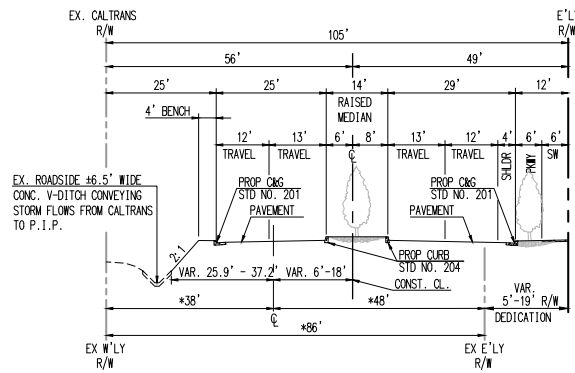 EX. CALTRANS
R/W
E'LY
R/W
105'
56'
49'
25'
25'
14'
29'
12'
RAISED
MEDIAN
4' BENCH
12'
13'
6'
8'
13'
12'
4'
6'
6'
TRAVEL
TRAVEL
℄
TRAVEL
TRAVEL
SHLDR
PKWY
SW
EX. ROADSIDE ±6.5' WIDE
CONC. V-DITCH CONVEYING
STORM FLOWS FROM CALTRANS
TO P.I.P.
PROP C&G
STD NO. 201
PAVEMENT
PROP C&G
STD NO. 201
PAVEMENT
2:1
PROP CURB
STD NO. 204
CONST. CL.
VAR. 25.9' - 37.2'
VAR. 6'-18'
VAR.
5'-19' R/W
DEDICATION
*38'
*48'
℄
*86'
EX W'LY
R/W
EX E'LY
R/W